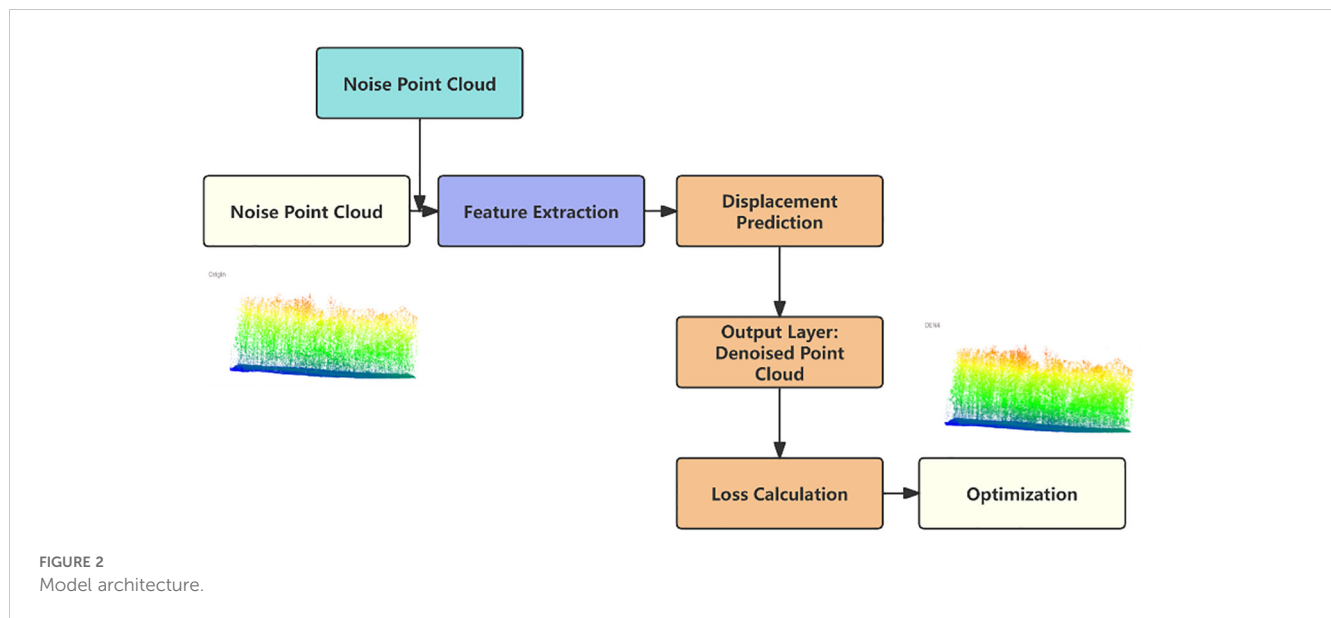 Noise Point Cloud
Noise Point Cloud
Feature Extraction
Displacement
Prediction
Origin
Output Layer:
Denoised Point
Cloud
Loss Calculation
Optimization
FIGURE 2
Model architecture.